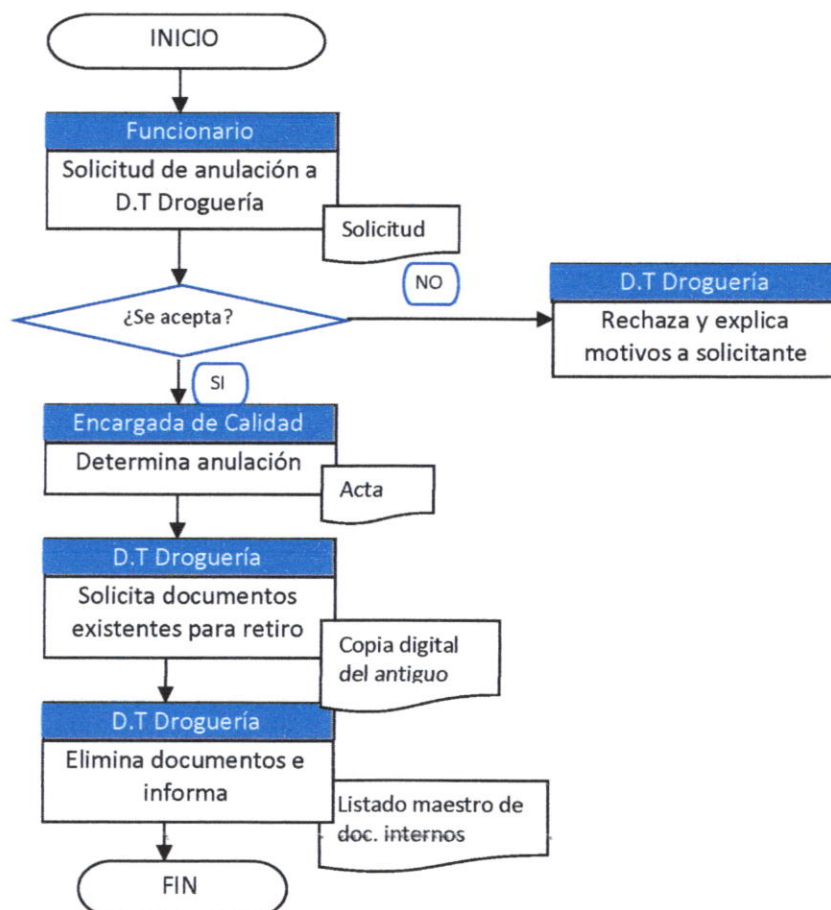 INICIO
Funcionario
Solicitud de anulación a
D.T Droguería
Solicitud
¿Se acepta?
NO
D.T Droguería
Rechaza y explica
motivos a solicitante
SI
Encargada de Calidad
Determina anulación
Acta
D.T Droguería
Solicita documentos
existentes para retiro
Copia digital
del antiguo
D.T Droguería
Elimina documentos e
informa
Listado maestro de
doc. internos
FIN